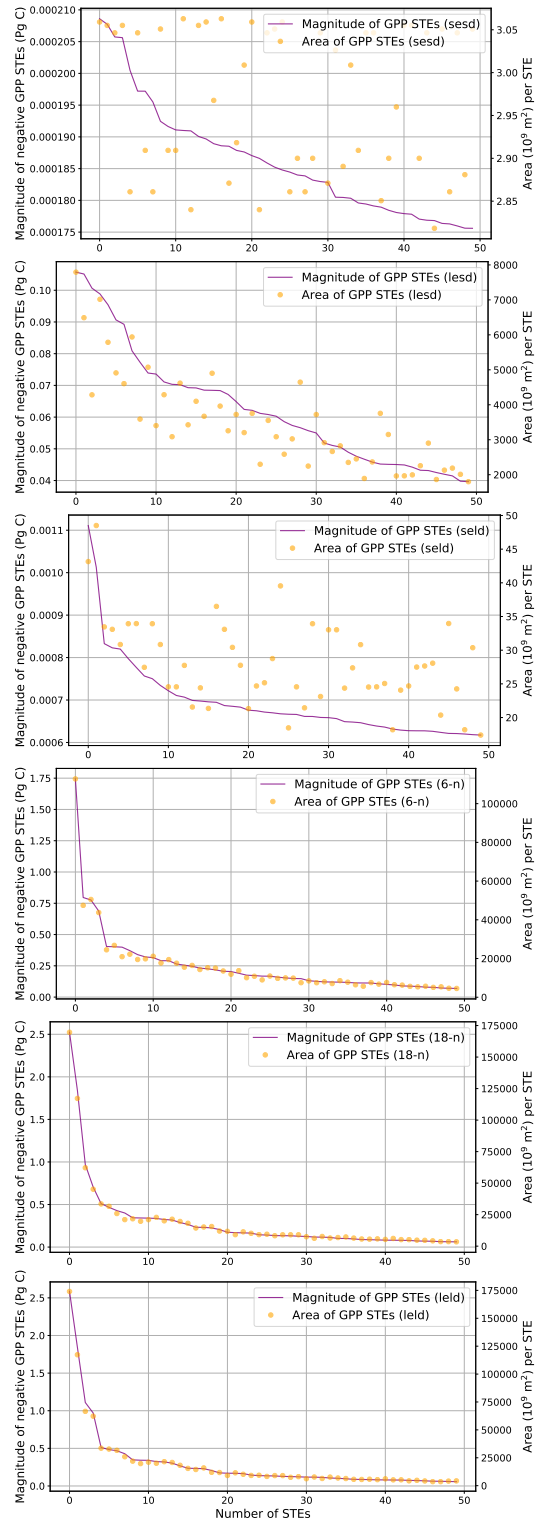 Magnitude of negative GPP STEs (Pg C)
0.000210
0.000205
0.000200
0.000195
0.000190
0.000185
0.000180
0.000175
Magnitude of GPP STEs (sesd)
Area of GPP STEs (sesd)
3.05
3.00
2.95
2.90
2.85
Area (10⁹ m²) per STE
0 10 20 30 40 50
Magnitude of negative GPP STEs (Pg C)
0.10
0.09
0.08
0.07
0.06
0.05
0.04
Magnitude of GPP STEs (lesd)
Area of GPP STEs (lesd)
8000
7000
6000
5000
4000
3000
2000
Area (10⁹ m²) per STE
0 10 20 30 40 50
Magnitude of negative GPP STEs (Pg C)
0.0011
0.0010
0.0009
0.0008
0.0007
0.0006
Magnitude of GPP STEs (seld)
Area of GPP STEs (seld)
50
45
40
35
30
25
20
Area (10⁹ m²) per STE
0 10 20 30 40 50
Magnitude of negative GPP STEs (Pg C)
1.75
1.50
1.25
1.00
0.75
0.50
0.25
0.00
Magnitude of GPP STEs (6-n)
Area of GPP STEs (6-n)
100000
80000
60000
40000
20000
0
Area (10⁹ m²) per STE
0 10 20 30 40 50
Magnitude of negative GPP STEs (Pg C)
2.5
2.0
1.5
1.0
0.5
0.0
Magnitude of GPP STEs (18-n)
Area of GPP STEs (18-n)
175000
150000
125000
100000
75000
50000
25000
0
Area (10⁹ m²) per STE
0 10 20 30 40 50
Magnitude of negative GPP STEs (Pg C)
2.5
2.0
1.5
1.0
0.5
0.0
Magnitude of GPP STEs (leld)
Area of GPP STEs (leld)
175000
150000
125000
100000
75000
50000
25000
0
Area (10⁹ m²) per STE
0 10 20 30 40 50
Number of STEs